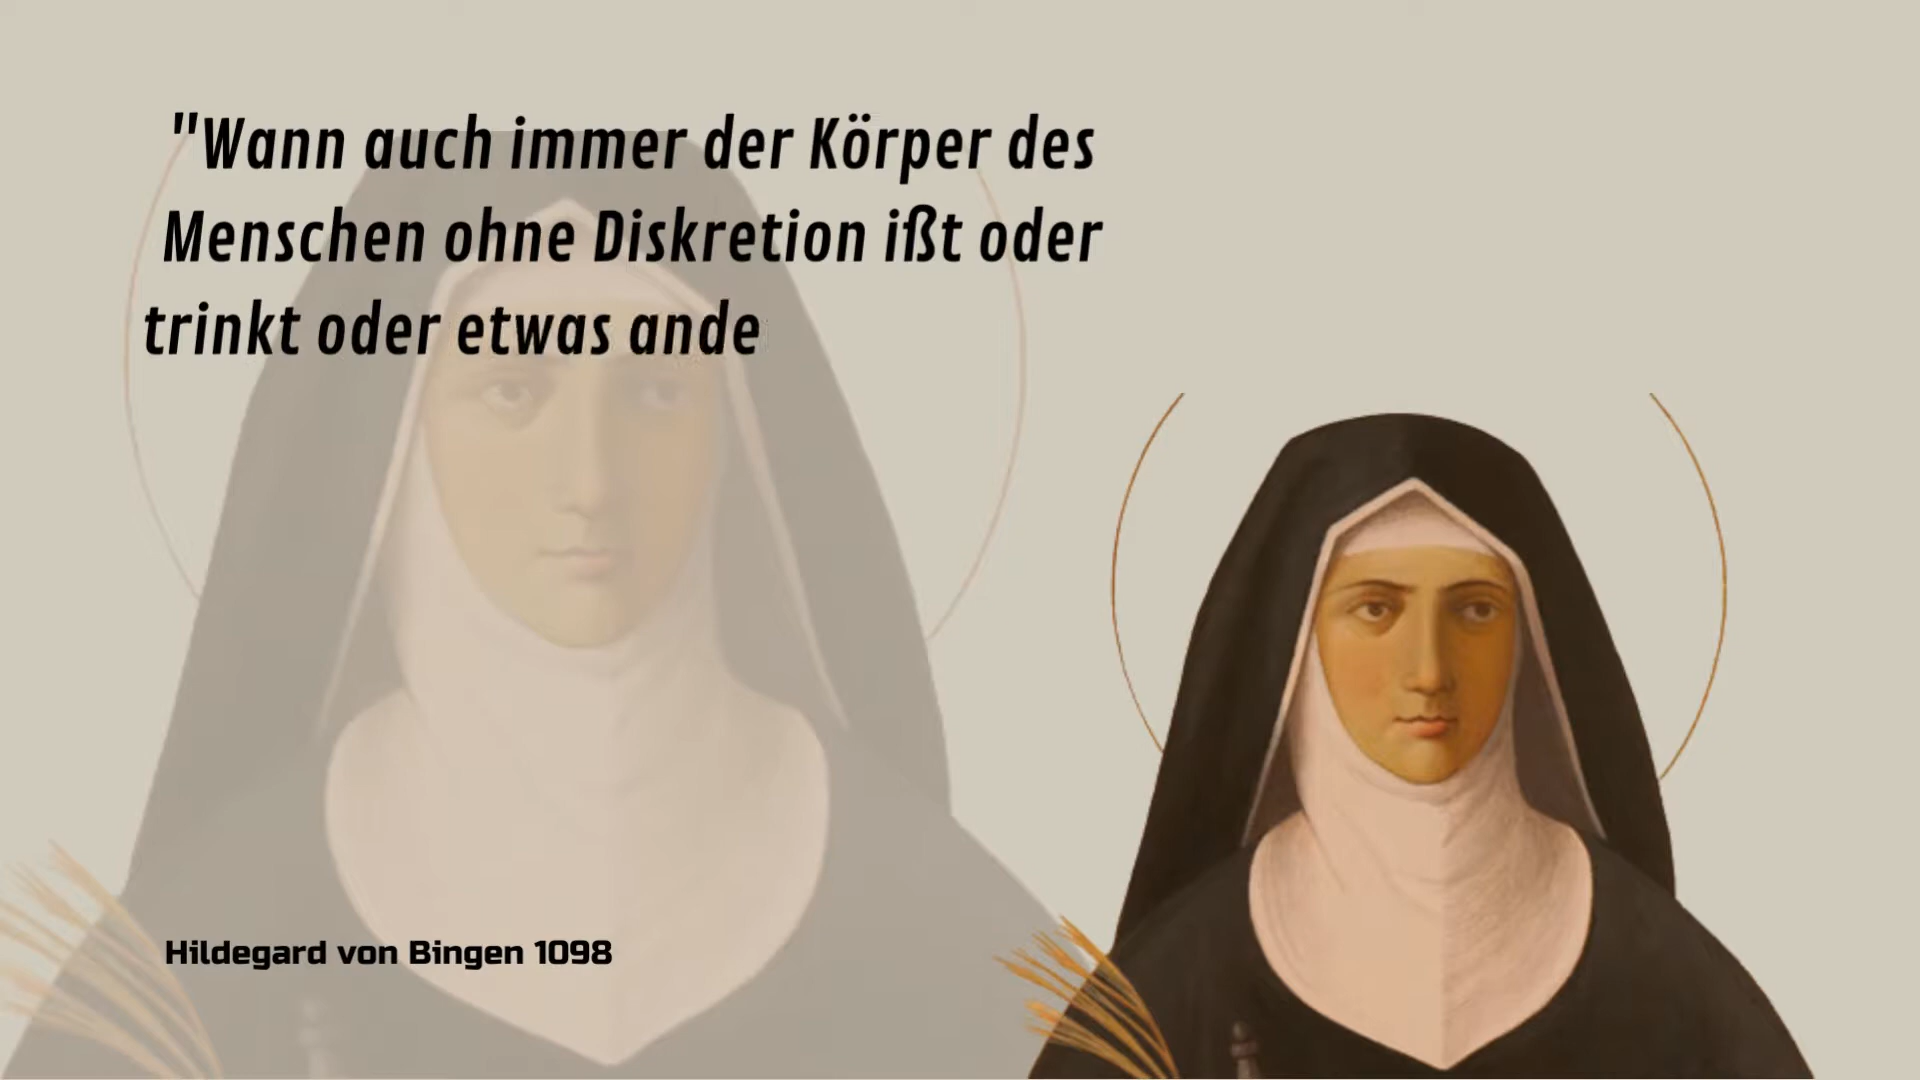 "Wann auch immer der Körper des
Menschen ohne Diskretion ißt oder
trinkt oder etwas ande
Hildegard von Bingen 1098